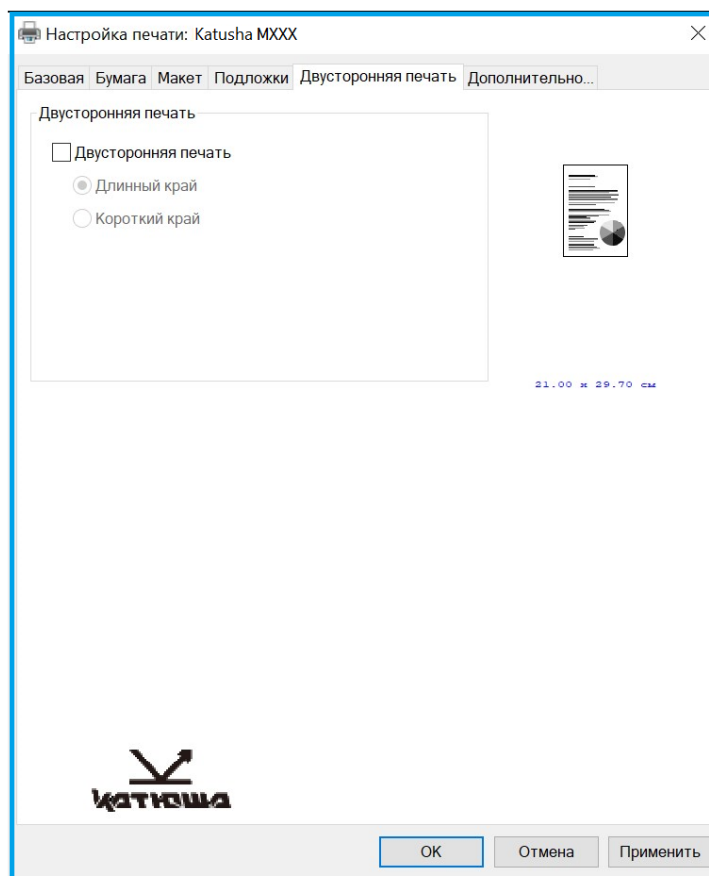 Настройка печати: Katusha MXXX
Базовая Бумага Макет Подложки Двусторонняя печать Дополнительно...
Двусторонняя печать
Двусторонняя печать
Длинный край
Короткий край
21.00 x 29.70 см
катюша
OK Отмена Применить